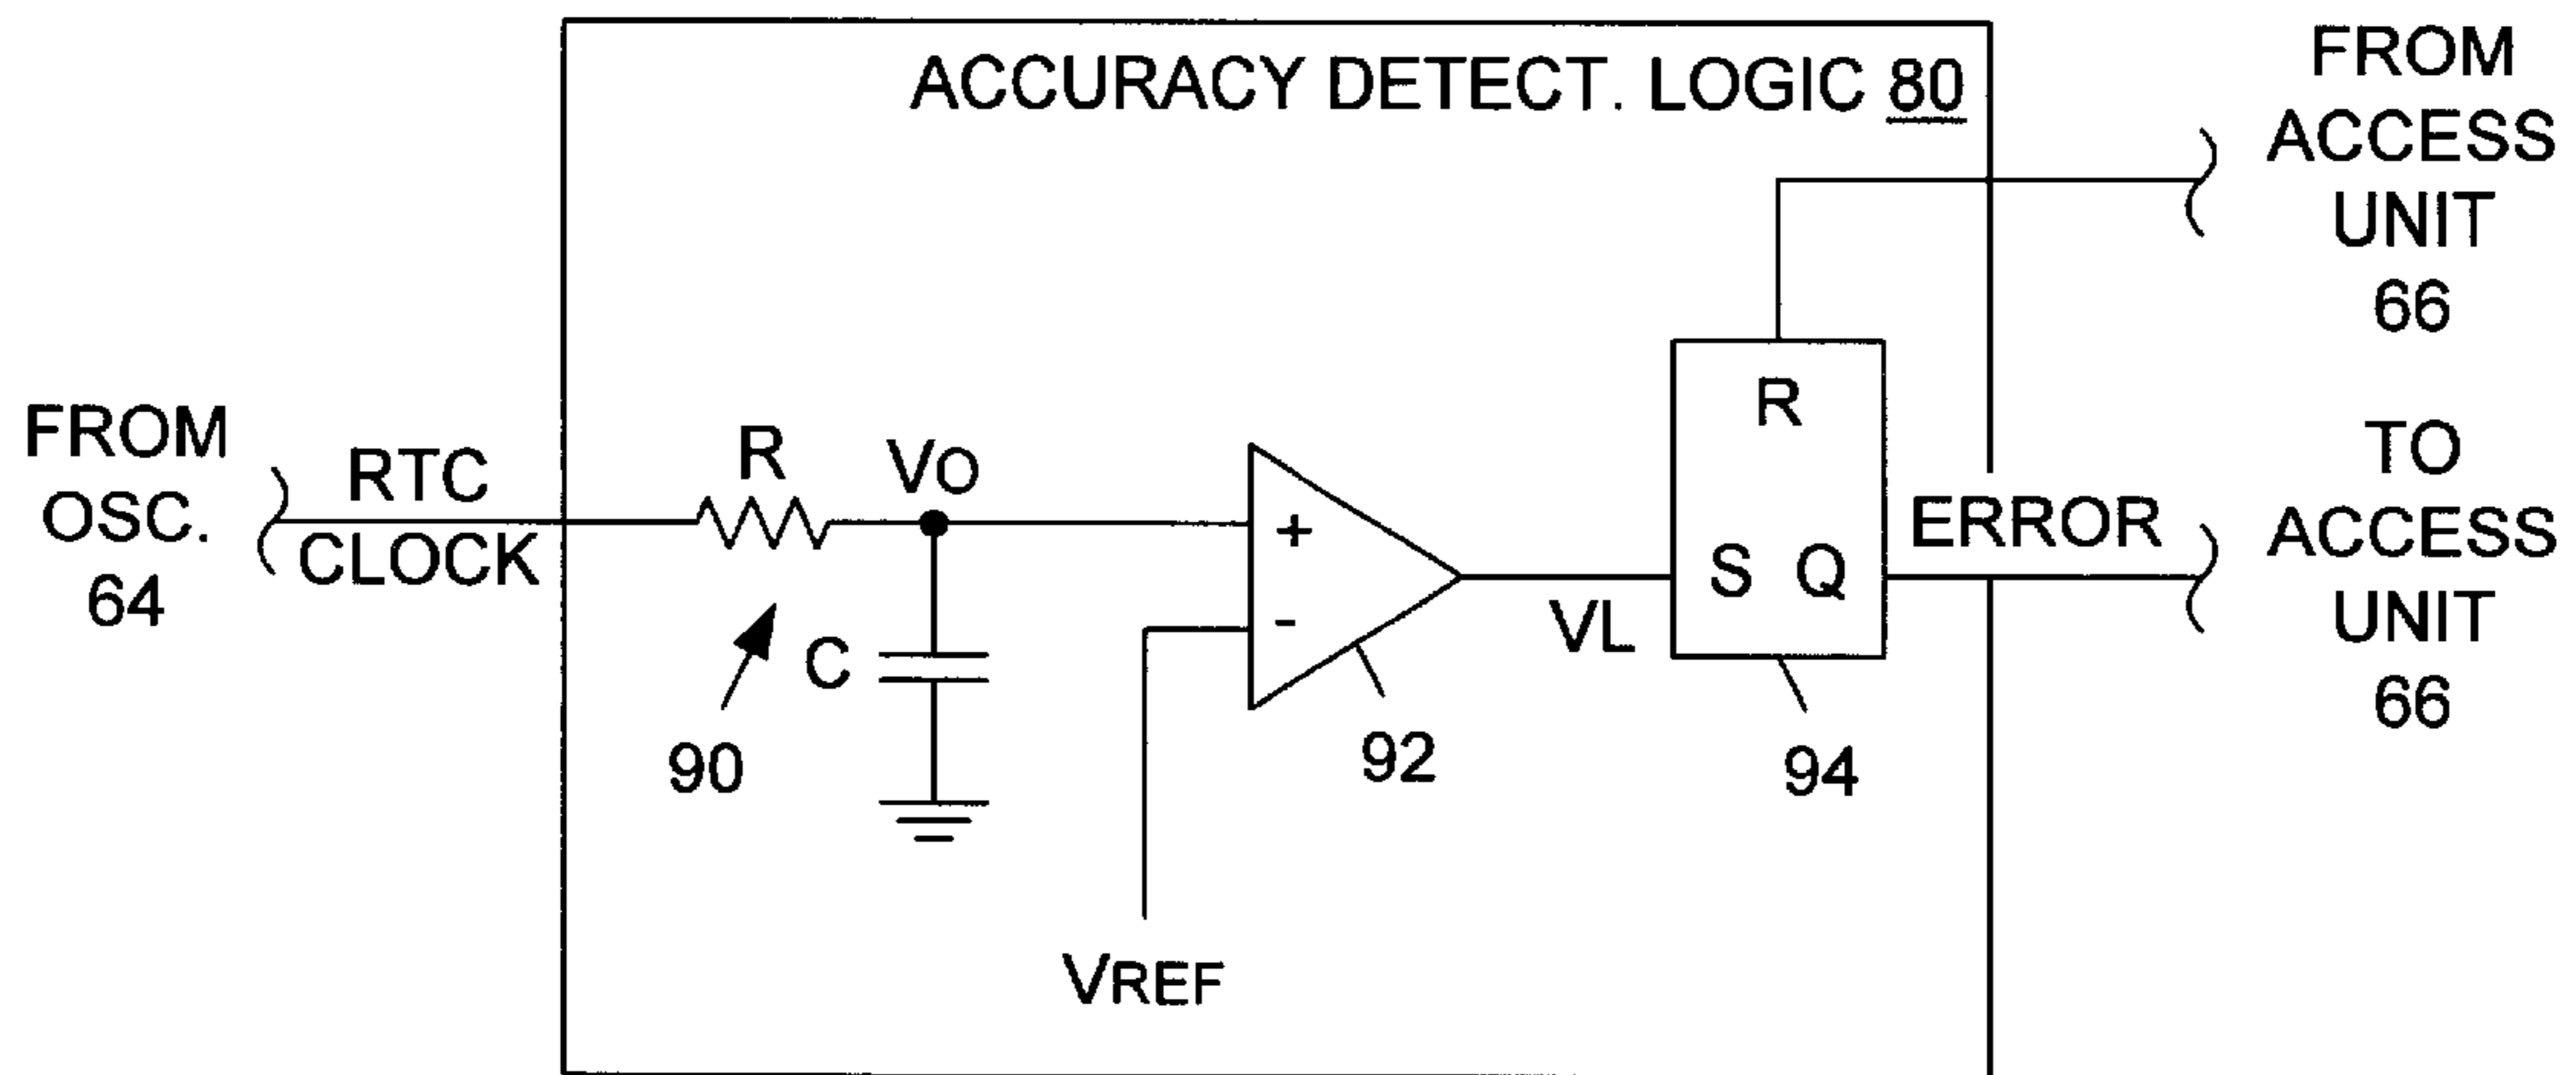 ACCURACY DETECT. LOGIC 80
FROM
ACCESS
UNIT
66
FROM
OSC.
64
RTC
CLOCK
R
VO
C
90
+
-
VREF
92
VL
R
S Q
94
ERROR
TO
ACCESS
UNIT
66